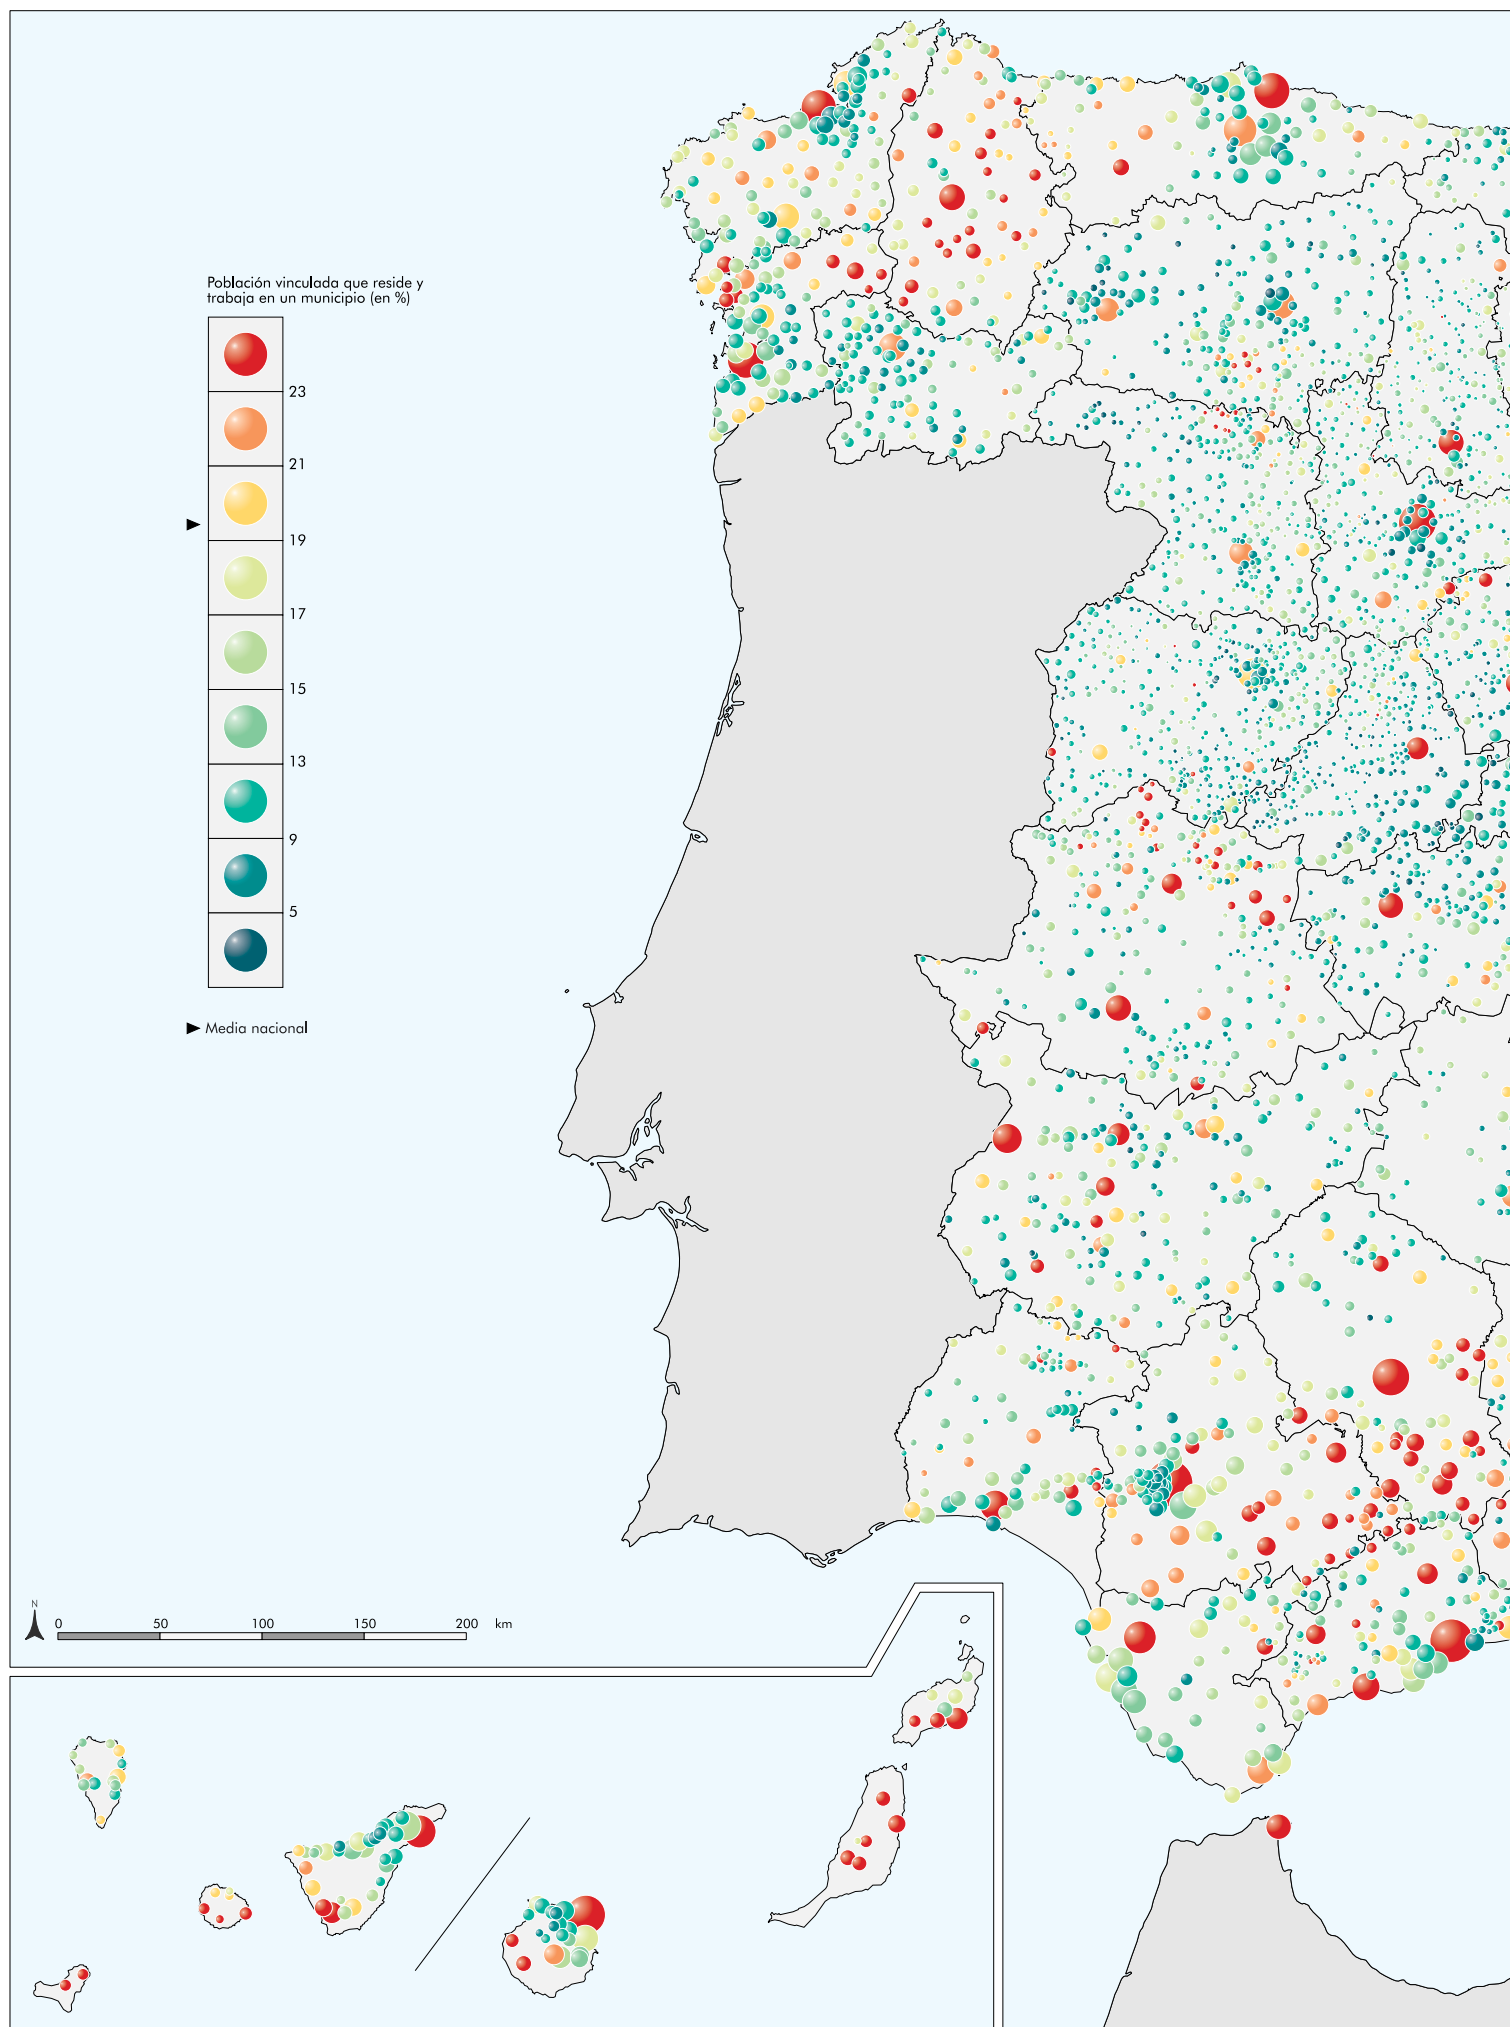 Población vinculada que reside y
trabaja en un municipio (en %)
23
21
19
17
15
13
9
5
Media nacional
N
0 50 100 150 200 km